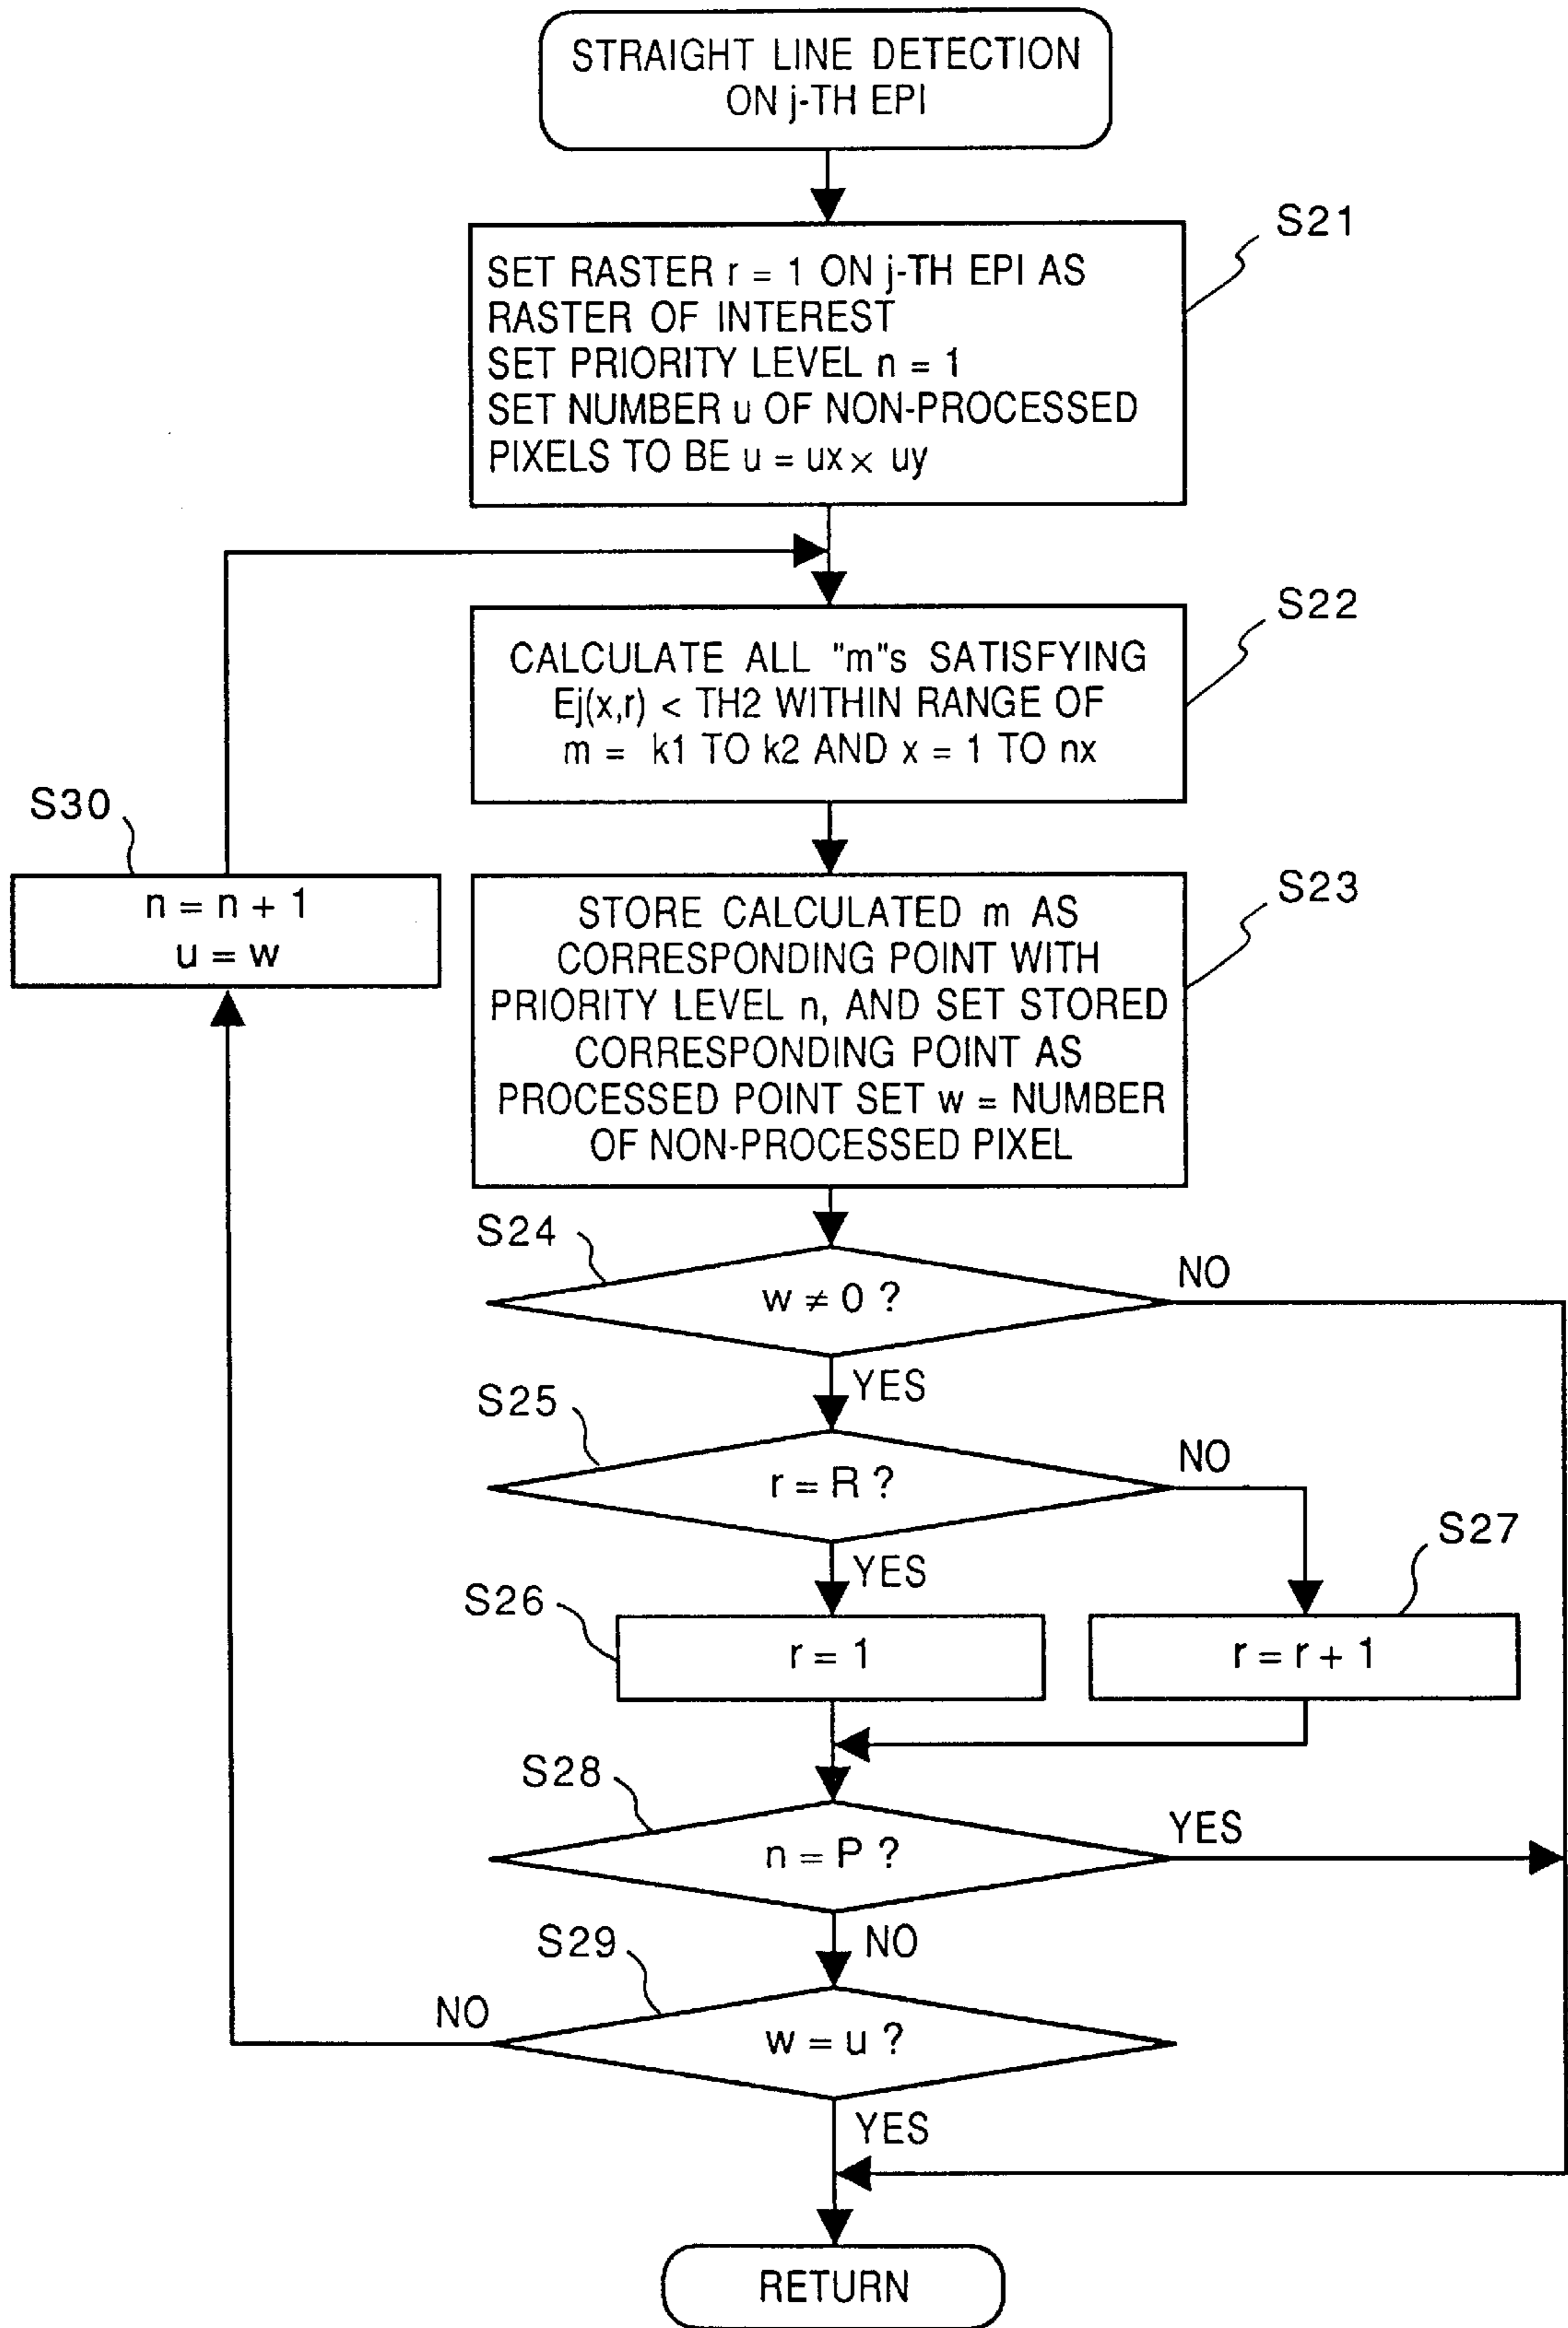 STRAIGHT LINE DETECTION
ON j-TH EPI
S21
SET RASTER r = 1 ON j-TH EPI AS
RASTER OF INTEREST
SET PRIORITY LEVEL n = 1
SET NUMBER u OF NON-PROCESSED
PIXELS TO BE u = ux × uy
S22
CALCULATE ALL "m"s SATISFYING
Ej(x,r) < TH2 WITHIN RANGE OF
m = k1 TO k2 AND x = 1 TO nx
S30
n = n + 1
u = w
S23
STORE CALCULATED m AS
CORRESPONDING POINT WITH
PRIORITY LEVEL n, AND SET STORED
CORRESPONDING POINT AS
PROCESSED POINT SET w = NUMBER
OF NON-PROCESSED PIXEL
S24
w ≠ 0 ?
NO
YES
S25
r = R ?
NO
YES
S27
S26
r = 1
r = r + 1
S28
n = P ?
YES
NO
S29
w = u ?
NO
YES
RETURN